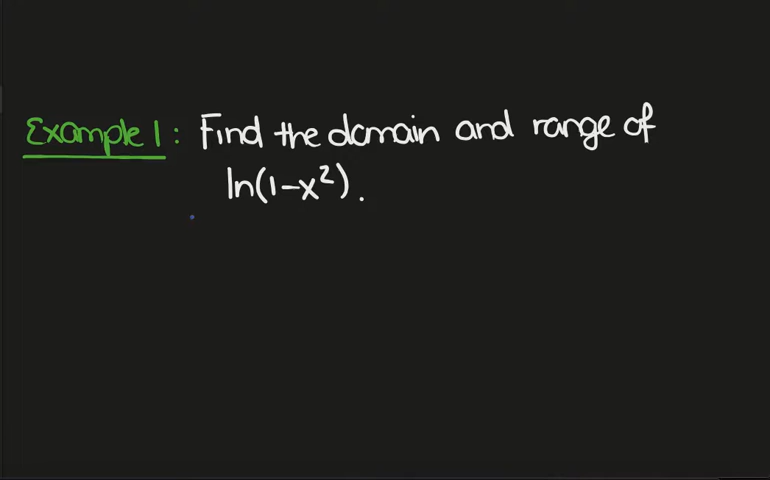 Example 1: Find the domain and range of
ln(1-x²).